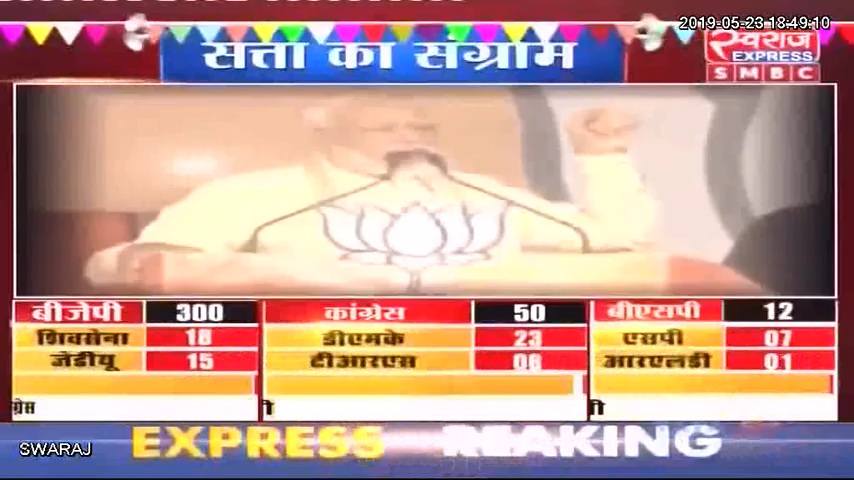 2019-05-23 18:49:10
सत्ता का संग्राम
स्वराज
EXPRESS
SMBC
बीजेपी 300 कांग्रेस 50 बीएसपी 12
शिवसेना 18 डीएमके 23 एसपी 07
जेडीयू 15 टीआरएस 08 आरएलडी 01
ग्रेस
SWARAJ
EXPRESS REAKING